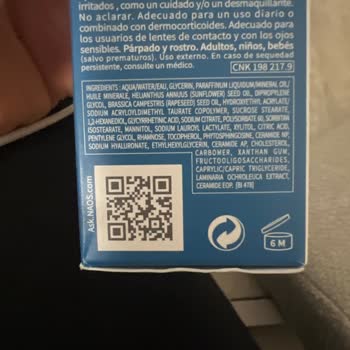 irritados, como un cuidado y/o un desmaquillante.
No aclarar. Adecuado para un uso diario o
combinado con dermocorticoides. Adecuado para
los usuarios de lentes de contacto y con los ojos
sensibles. Párpado y rostro. Adultos, niños, bebés
(salvo prematuros). Uso externo. En caso de sequedad
persistente, consulte un médico.
CNK 198 217.9
INGREDIENTS: AQUA/WATER/EAU, GLYCERIN, PARAFFINUM LIQUIDUM/MINERAL OIL/
HUILE MINERALE, HELIANTHUS ANNUUS (SUNFLOWER) SEED OIL, DIPROPYLENE
GLYCOL, BRASSICA CAMPESTRIS (RAPESEED) SEED OIL, HYDROXYETHYL ACRYLATE/
SODIUM ACRYLOYLDIMETHYL TAURATE COPOLYMER, SUCROSE STEARATE,
1,2-HEXANEDIOL, GLYCYRRHETINIC ACID, SODIUM CITRATE, POLYSORBATE 60, SORBITAN
ISOSTEARATE, MANNITOL, SODIUM LAUROYL LACTYLATE, XYLITOL, CITRIC ACID,
PENTYLENE GLYCOL, RHAMNOSE, TOCOPHEROL, PHYTOSPHINGOSINE, CERAMIDE NP,
SODIUM HYALURONATE, ETHYLHEXYLGLYCERIN, CERAMIDE AP, CHOLESTEROL,
CARBOMER, XANTHAN GUM,
FRUCTOOLIGOSACCHARIDES,
CAPRYLIC/CAPRIC TRIGLYCERIDE,
LAMINARIA OCHROLEUCA EXTRACT,
CERAMIDE EOP. [BI 478]
Ask.NAOS.com
6 M